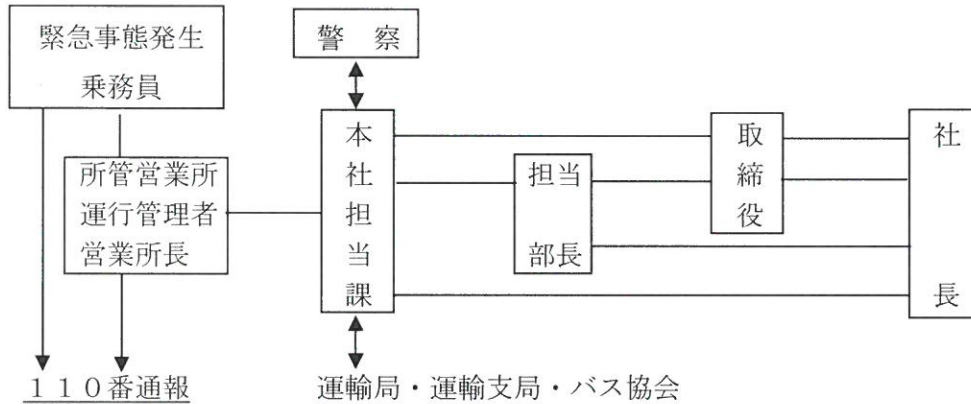 緊急事態発生
乗務員
警　察
所管営業所
運行管理者
営業所長
本社担当課
担当
部長
取締役
社長
１１０番通報
運輸局・運輸支局・バス協会